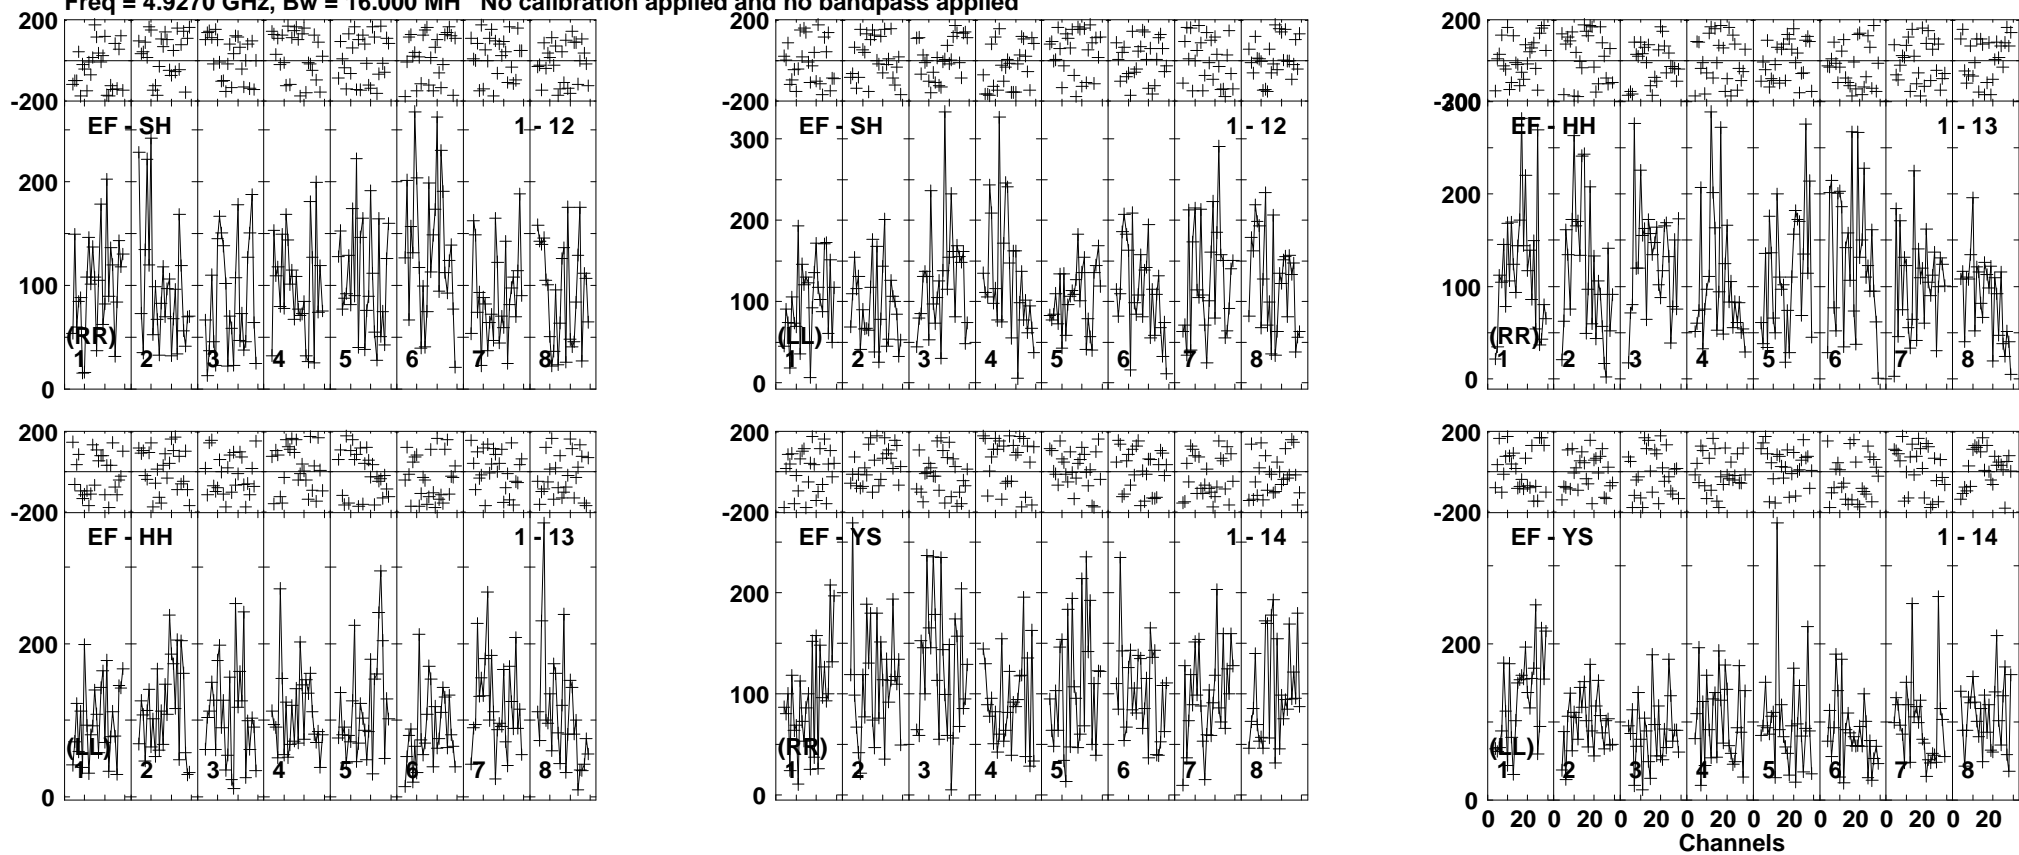 Freq = 4.9270 GHz, Bw = 16.000 MH No calibration applied and no bandpass applied
200
-200
EF - SH 1 - 12
200
100
0
(RR)
1 2 3 4 5 6 7 8
200
-200
EF - SH 1 - 12
300
200
100
0
(LL)
1 2 3 4 5 6 7 8
200
-200
300
EF - HH 1 - 13
200
100
0
(RR)
1 2 3 4 5 6 7 8
200
-200
EF - HH 1 - 13
200
0
(LL)
1 2 3 4 5 6 7 8
200
-200
EF - YS 1 - 14
200
100
0
(RR)
1 2 3 4 5 6 7 8
200
-200
EF - YS 1 - 14
200
0
(LL)
1 2 3 4 5 6 7 8
0 20 0 20 0 20 0 20 0 20 0 20 0 20 0 20
Channels